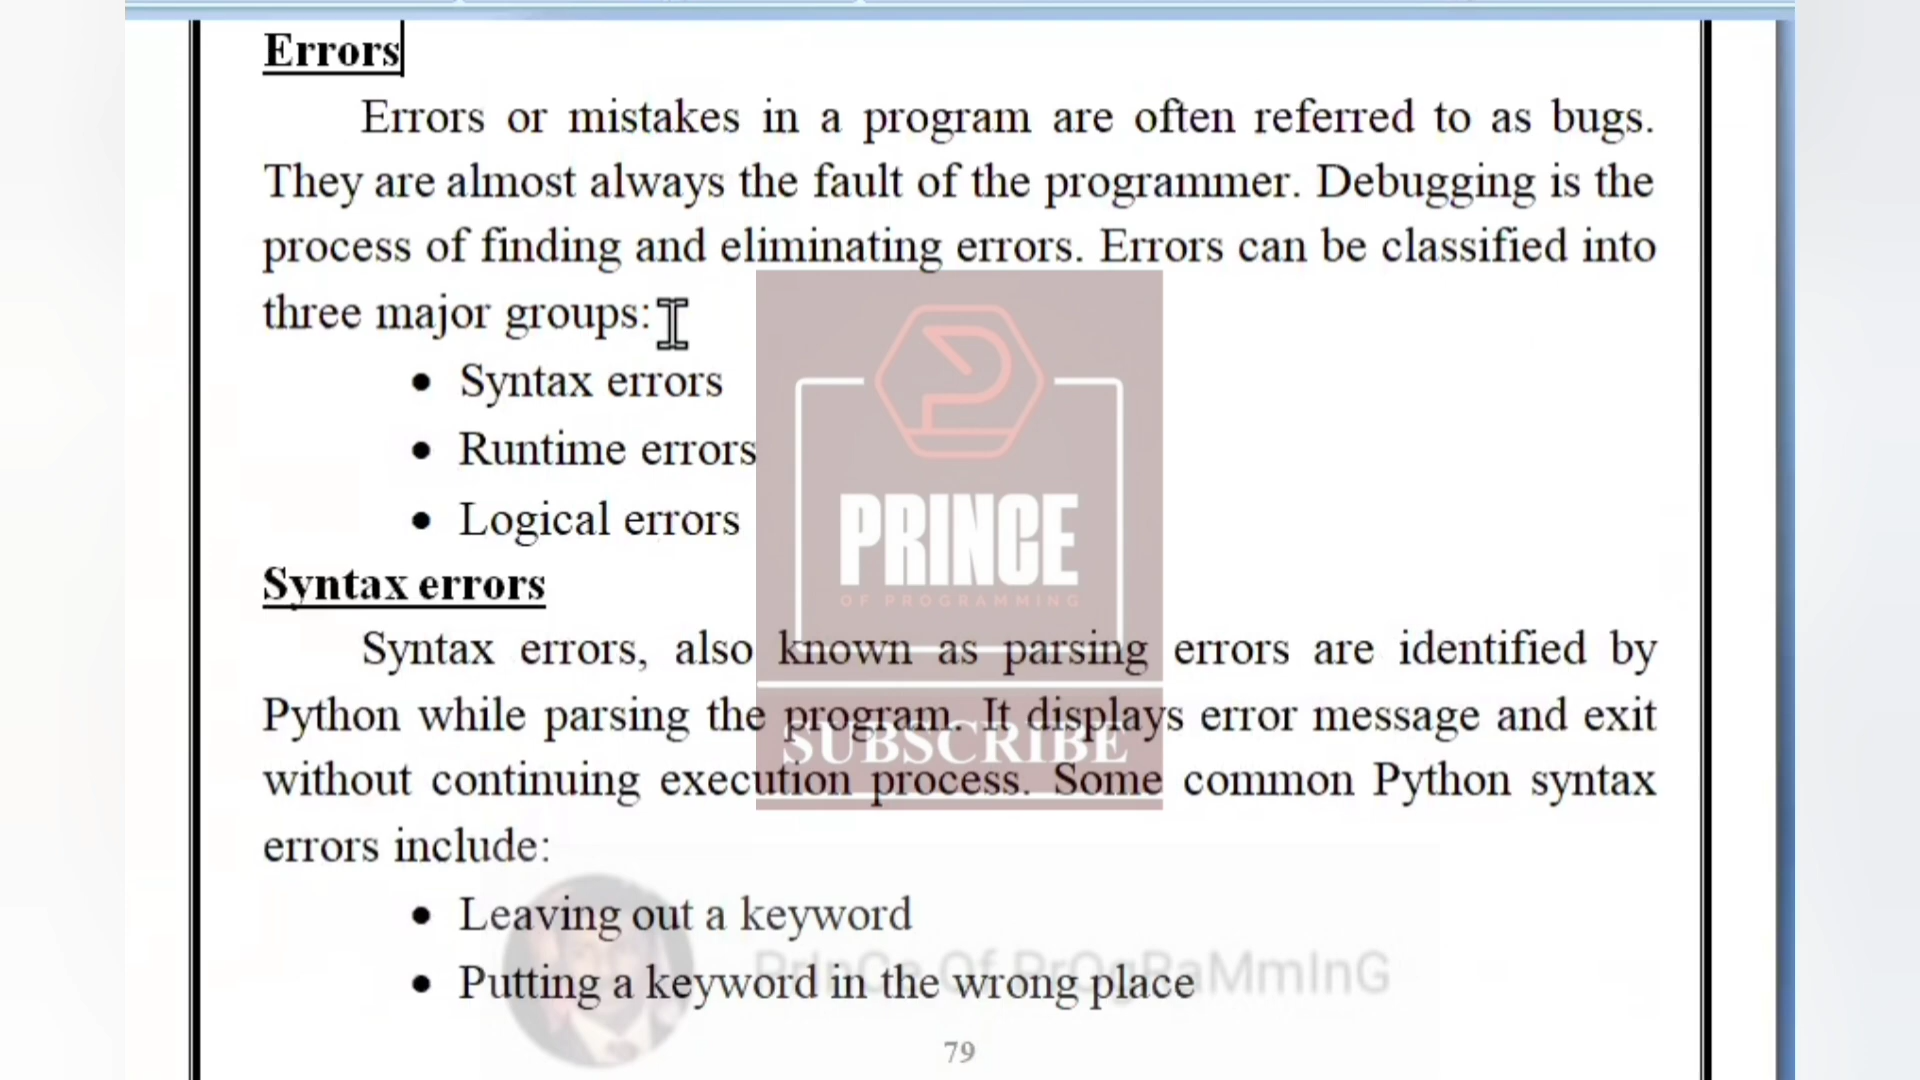 Errors
Errors or mistakes in a program are often referred to as bugs.
They are almost always the fault of the programmer. Debugging is the
process of finding and eliminating errors. Errors can be classified into
three major groups:
• Syntax errors
• Runtime errors
• Logical errors
PRINCE
OF PROGRAMMING
Syntax errors
Syntax errors, also known as parsing errors are identified by
Python while parsing the program. It displays error message and exit
SUBSCRIBE
without continuing execution process. Some common Python syntax
errors include:
• Leaving out a keyword
PrInCe Of PrOgRaMmInG
• Putting a keyword in the wrong place
79